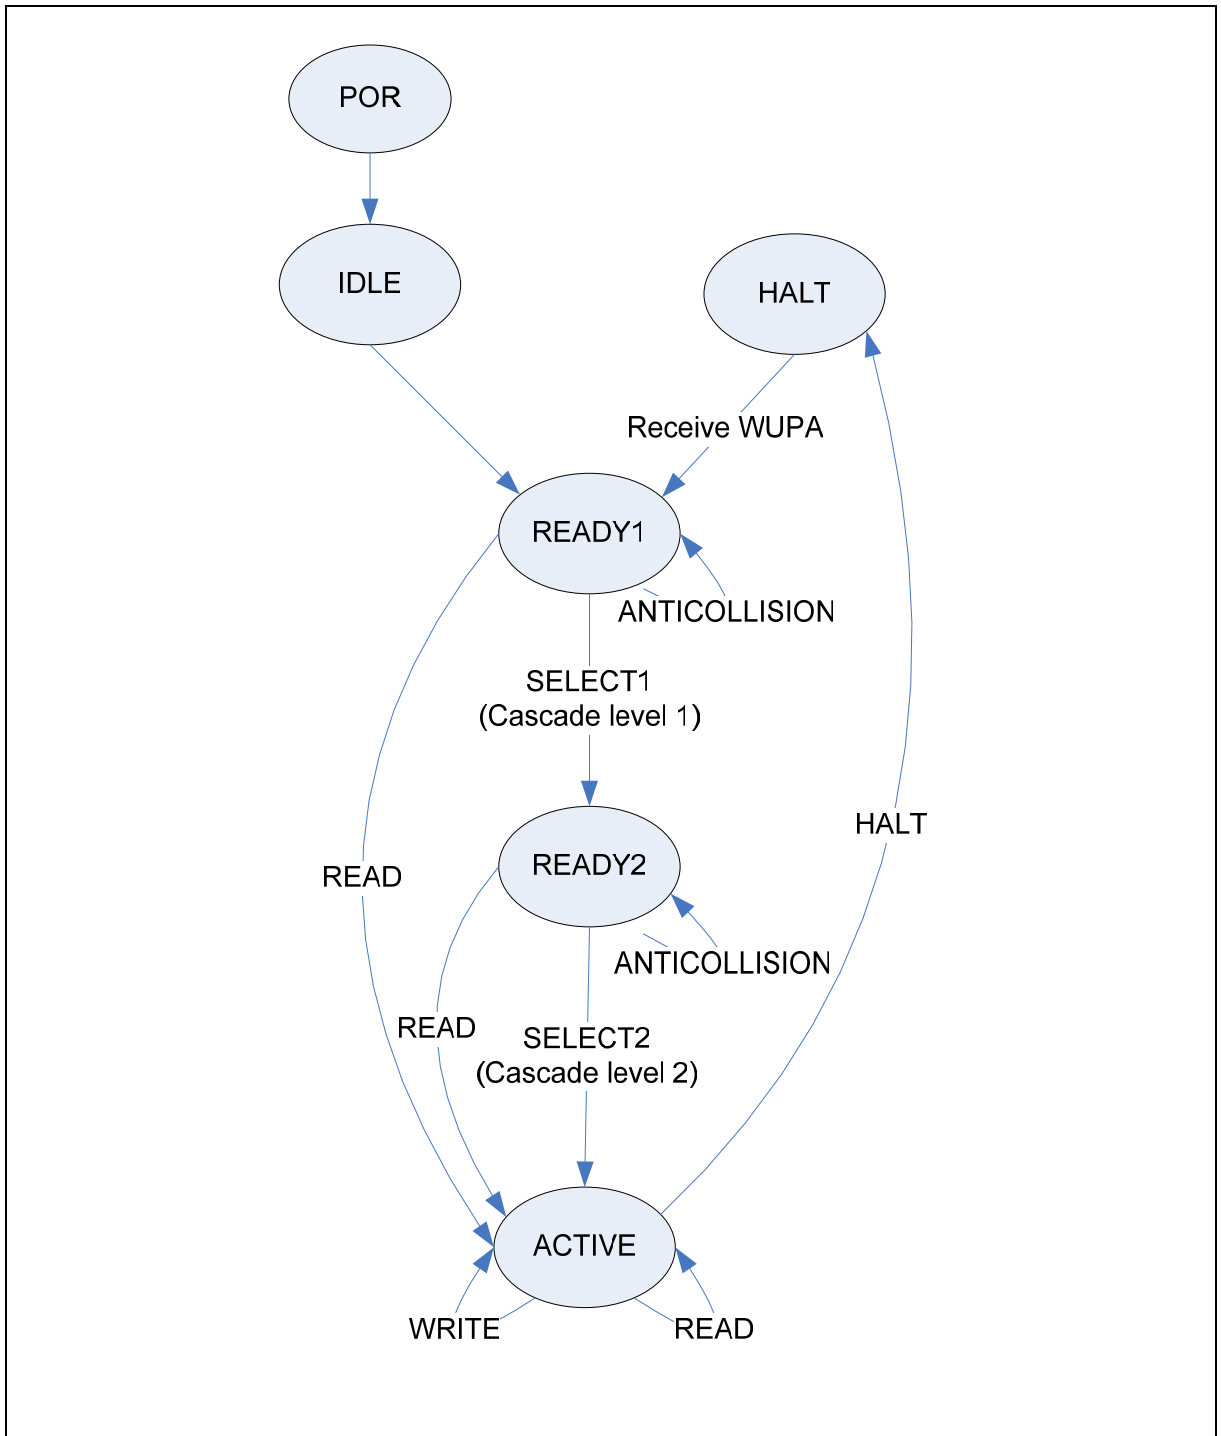 POR
IDLE
HALT
Receive WUPA
READY1
ANTICOLLISION
SELECT1
(Cascade level 1)
HALT
READY2
READ
ANTICOLLISION
READ
SELECT2
(Cascade level 2)
ACTIVE
WRITE
READ